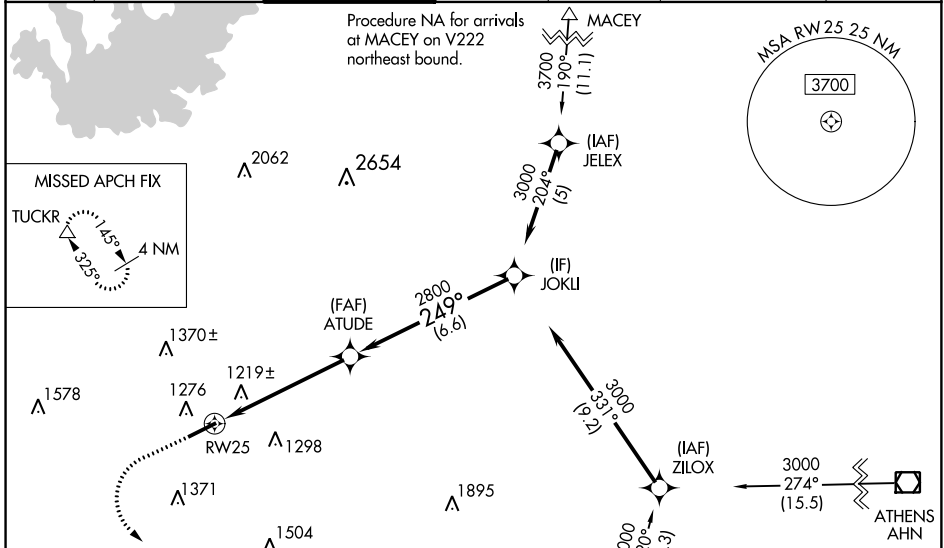 Procedure NA for arrivals
at MACEY on V222
northeast bound.
MACEY
3700
190°
(11.1)
MSA RW25 25 NM
3700
(IAF)
JELEX
2062
2654
3000
204°
(5)
MISSED APCH FIX
TUCKR
145°
4 NM
325°
(IF)
JOKLI
2800
249°
(6.6)
(FAF)
ATUDE
1370±
1219±
1578
1276
RW25
1298
3000
331°
(9.2)
(IAF)
ZILOX
3000
274°
(15.5)
ATHENS
AHN
1371
1895
1504